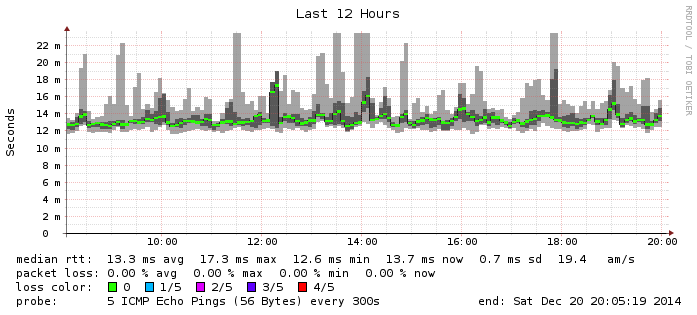 Last 12 Hours
RRDTOOL / TOBI OETIKER
Seconds
22 m
20 m
18 m
16 m
14 m
12 m
10 m
8 m
6 m
4 m
2 m
0
10:00 12:00 14:00 16:00 18:00 20:00
median rtt: 13.3 ms avg 17.3 ms max 12.6 ms min 13.7 ms now 0.7 ms sd 19.4 am/s
packet loss: 0.00 % avg 0.00 % max 0.00 % min 0.00 % now
loss color: 0 1/5 2/5 3/5 4/5
probe: 5 ICMP Echo Pings (56 Bytes) every 300s end: Sat Dec 20 20:05:19 2014